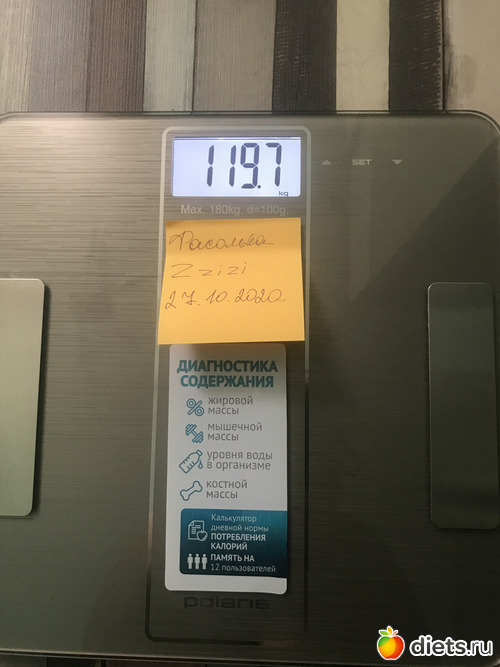 119.7
kg
SET
Max. 180kg. d=100g
Фасолька
Zzizi
27.10.2020
ДИАГНОСТИКА
СОДЕРЖАНИЯ
жировой
массы
мышечной
массы
уровня воды
в организме
костной
массы
Калькулятор
дневной нормы
ПОТРЕБЛЕНИЯ
КАЛОРИЙ
ПАМЯТЬ НА
12 пользователей
polaris
diets.ru